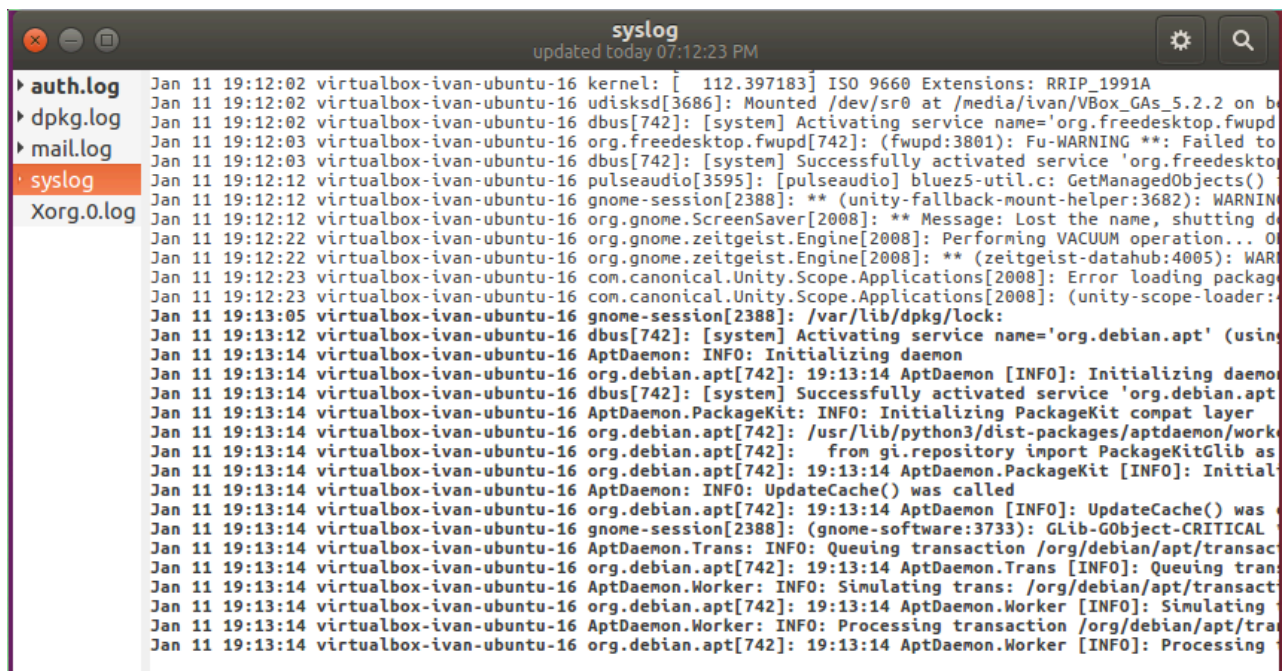 syslog
updated today 07:12:23 PM
auth.log
dpkg.log
mail.log
syslog
Xorg.0.log
Jan 11 19:12:02 virtualbox-ivan-ubuntu-16 kernel: [  112.397183] ISO 9660 Extensions: RRIP_1991A
Jan 11 19:12:02 virtualbox-ivan-ubuntu-16 udisksd[3686]: Mounted /dev/sr0 at /media/ivan/VBox_GAs_5.2.2 on
Jan 11 19:12:02 virtualbox-ivan-ubuntu-16 dbus[742]: [system] Activating service name='org.freedesktop.fwupd
Jan 11 19:12:03 virtualbox-ivan-ubuntu-16 org.freedesktop.fwupd[742]: (fwupd:3801): Fu-WARNING **: Failed to
Jan 11 19:12:03 virtualbox-ivan-ubuntu-16 dbus[742]: [system] Successfully activated service 'org.freedesktop
Jan 11 19:12:12 virtualbox-ivan-ubuntu-16 pulseaudio[3595]: [pulseaudio] bluez5-util.c: GetManagedObjects()
Jan 11 19:12:12 virtualbox-ivan-ubuntu-16 gnome-session[2388]: ** (unity-fallback-mount-helper:3682): WARNING
Jan 11 19:12:12 virtualbox-ivan-ubuntu-16 org.gnome.ScreenSaver[2008]: ** Message: Lost the name, shutting
Jan 11 19:12:22 virtualbox-ivan-ubuntu-16 org.gnome.zeitgeist.Engine[2008]: Performing VACUUM operation...
Jan 11 19:12:22 virtualbox-ivan-ubuntu-16 org.gnome.zeitgeist.Engine[2008]: ** (zeitgeist-datahub:4005):
Jan 11 19:12:23 virtualbox-ivan-ubuntu-16 com.canonical.Unity.Scope.Applications[2008]: Error loading package
Jan 11 19:12:23 virtualbox-ivan-ubuntu-16 com.canonical.Unity.Scope.Applications[2008]: (unity-scope-loader:
Jan 11 19:13:05 virtualbox-ivan-ubuntu-16 gnome-session[2388]: /var/lib/dpkg/lock:
Jan 11 19:13:12 virtualbox-ivan-ubuntu-16 dbus[742]: [system] Activating service name='org.debian.apt' (using
Jan 11 19:13:14 virtualbox-ivan-ubuntu-16 AptDaemon: INFO: Initializing daemon
Jan 11 19:13:14 virtualbox-ivan-ubuntu-16 org.debian.apt[742]: 19:13:14 AptDaemon [INFO]: Initializing daemon
Jan 11 19:13:14 virtualbox-ivan-ubuntu-16 dbus[742]: [system] Successfully activated service 'org.debian.apt
Jan 11 19:13:14 virtualbox-ivan-ubuntu-16 AptDaemon.PackageKit: INFO: Initializing PackageKit compat layer
Jan 11 19:13:14 virtualbox-ivan-ubuntu-16 org.debian.apt[742]: /usr/lib/python3/dist-packages/aptdaemon/worke
Jan 11 19:13:14 virtualbox-ivan-ubuntu-16 org.debian.apt[742]:   from gi.repository import PackageKitGlib as
Jan 11 19:13:14 virtualbox-ivan-ubuntu-16 org.debian.apt[742]: 19:13:14 AptDaemon.PackageKit [INFO]: Initiali
Jan 11 19:13:14 virtualbox-ivan-ubuntu-16 AptDaemon: INFO: UpdateCache() was called
Jan 11 19:13:14 virtualbox-ivan-ubuntu-16 org.debian.apt[742]: 19:13:14 AptDaemon [INFO]: UpdateCache() was
Jan 11 19:13:14 virtualbox-ivan-ubuntu-16 gnome-session[2388]: (gnome-software:3733): GLib-GObject-CRITICAL
Jan 11 19:13:14 virtualbox-ivan-ubuntu-16 AptDaemon.Trans: INFO: Queuing transaction /org/debian/apt/transact
Jan 11 19:13:14 virtualbox-ivan-ubuntu-16 org.debian.apt[742]: 19:13:14 AptDaemon.Trans [INFO]: Queuing trans
Jan 11 19:13:14 virtualbox-ivan-ubuntu-16 AptDaemon.Worker: INFO: Simulating trans: /org/debian/apt/transacti
Jan 11 19:13:14 virtualbox-ivan-ubuntu-16 org.debian.apt[742]: 19:13:14 AptDaemon.Worker [INFO]: Simulating
Jan 11 19:13:14 virtualbox-ivan-ubuntu-16 AptDaemon.Worker: INFO: Processing transaction /org/debian/apt/tran
Jan 11 19:13:14 virtualbox-ivan-ubuntu-16 org.debian.apt[742]: 19:13:14 AptDaemon.Worker [INFO]: Processing